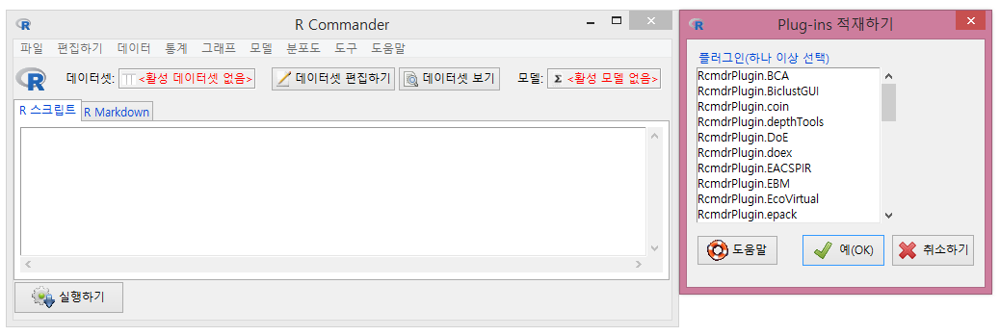 R Commander
파일 편집하기 데이터 통계 그래프 모델 분포도 도구 도움말
데이터셋: <활성 데이터셋 없음> 데이터셋 편집하기 데이터셋 보기 모델: Σ <활성 모델 없음>
R 스크립트 R Markdown
실행하기
Plug-ins 적재하기
플러그인(하나 이상 선택)
RcmdrPlugin.BCA
RcmdrPlugin.BiclustGUI
RcmdrPlugin.coin
RcmdrPlugin.depthTools
RcmdrPlugin.DoE
RcmdrPlugin.doex
RcmdrPlugin.EACSPIR
RcmdrPlugin.EBM
RcmdrPlugin.EcoVirtual
RcmdrPlugin.epack
도움말 예(OK) 취소하기